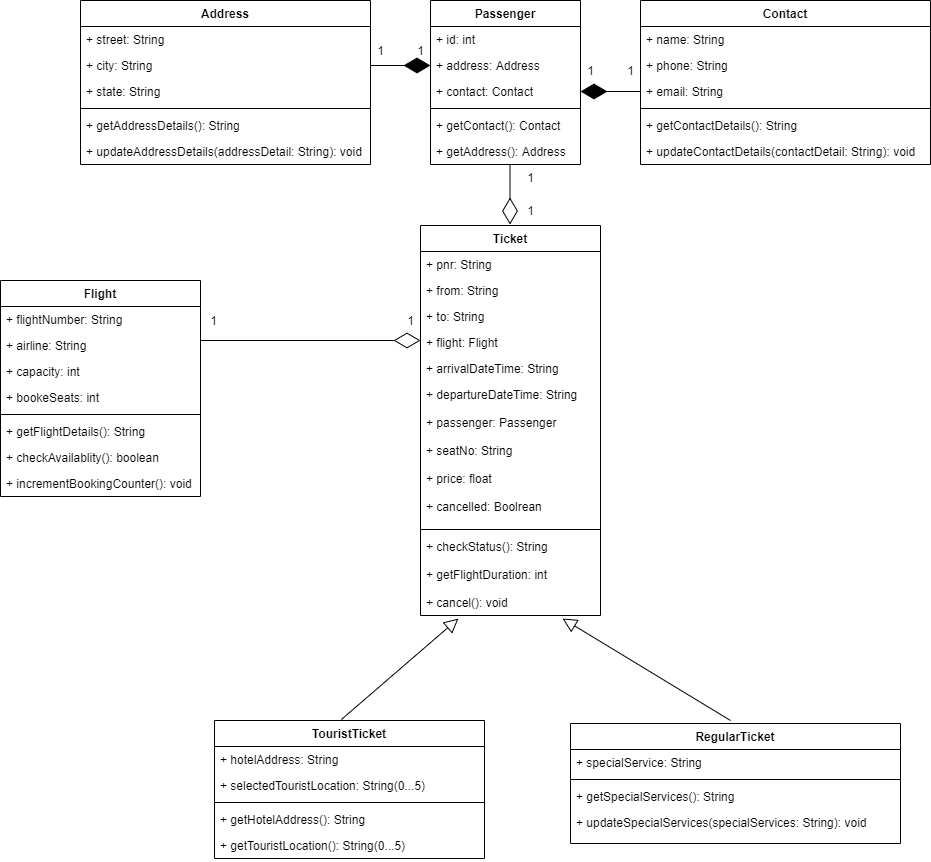 Address
+ street: String
+ city: String
+ state: String
+ getAddressDetails(): String
+ updateAddressDetails(addressDetail: String): void
1
1
Passenger
+ id: int
+ address: Address
+ contact: Contact
+ getContact(): Contact
+ getAddress(): Address
1
1
Contact
+ name: String
+ phone: String
+ email: String
+ getContactDetails(): String
+ updateContactDetails(contactDetail: String): void
1
1
Flight
+ flightNumber: String
+ airline: String
+ capacity: int
+ bookeSeats: int
+ getFlightDetails(): String
+ checkAvailablity(): boolean
+ incrementBookingCounter(): void
1
1
Ticket
+ pnr: String
+ from: String
+ to: String
+ flight: Flight
+ arrivalDateTime: String
+ departureDateTime: String
+ passenger: Passenger
+ seatNo: String
+ price: float
+ cancelled: Boolrean
+ checkStatus(): String
+ getFlightDuration: int
+ cancel(): void
TouristTicket
+ hotelAddress: String
+ selectedTouristLocation: String(0...5)
+ getHotelAddress(): String
+ getTouristLocation(): String(0...5)
RegularTicket
+ specialService: String
+ getSpecialServices(): String
+ updateSpecialServices(specialServices: String): void